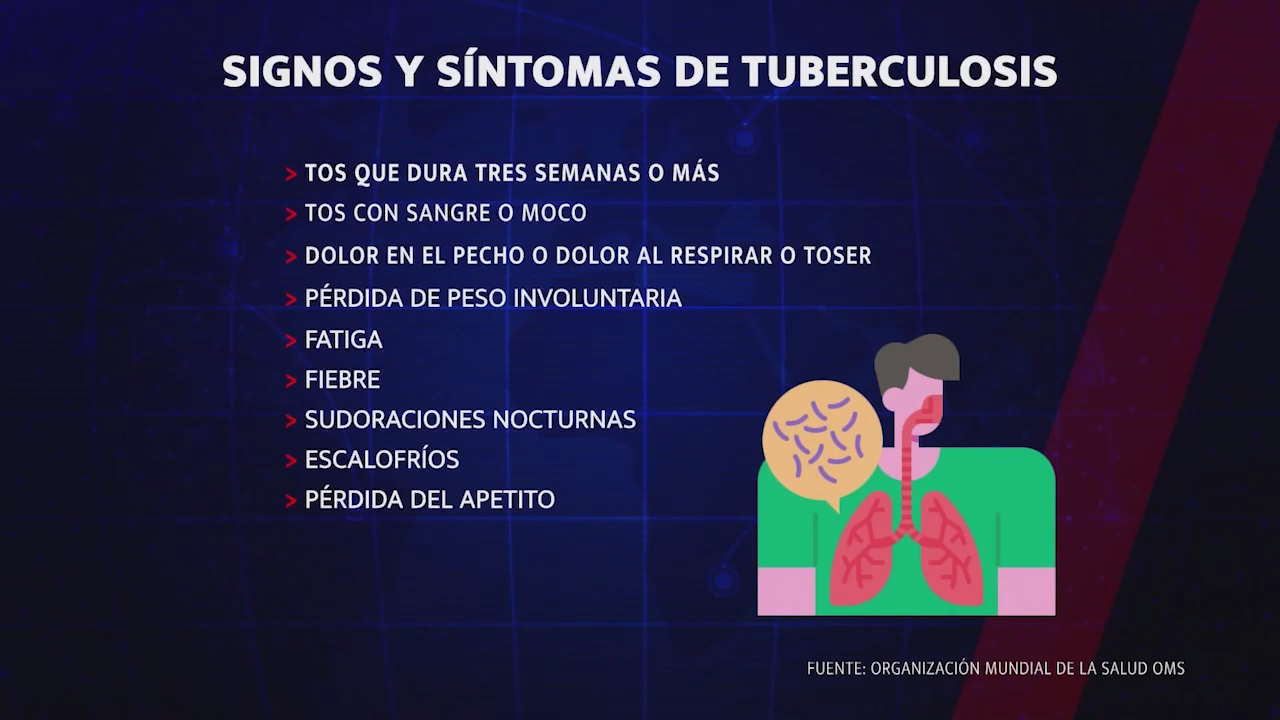 SIGNOS Y SÍNTOMAS DE TUBERCULOSIS
> TOS QUE DURA TRES SEMANAS O MÁS
> TOS CON SANGRE O MOCO
> DOLOR EN EL PECHO O DOLOR AL RESPIRAR O TOSER
> PÉRDIDA DE PESO INVOLUNTARIA
> FATIGA
> FIEBRE
> SUDORACIONES NOCTURNAS
> ESCALOFRÍOS
> PÉRDIDA DEL APETITO
FUENTE: ORGANIZACIÓN MUNDIAL DE LA SALUD OMS